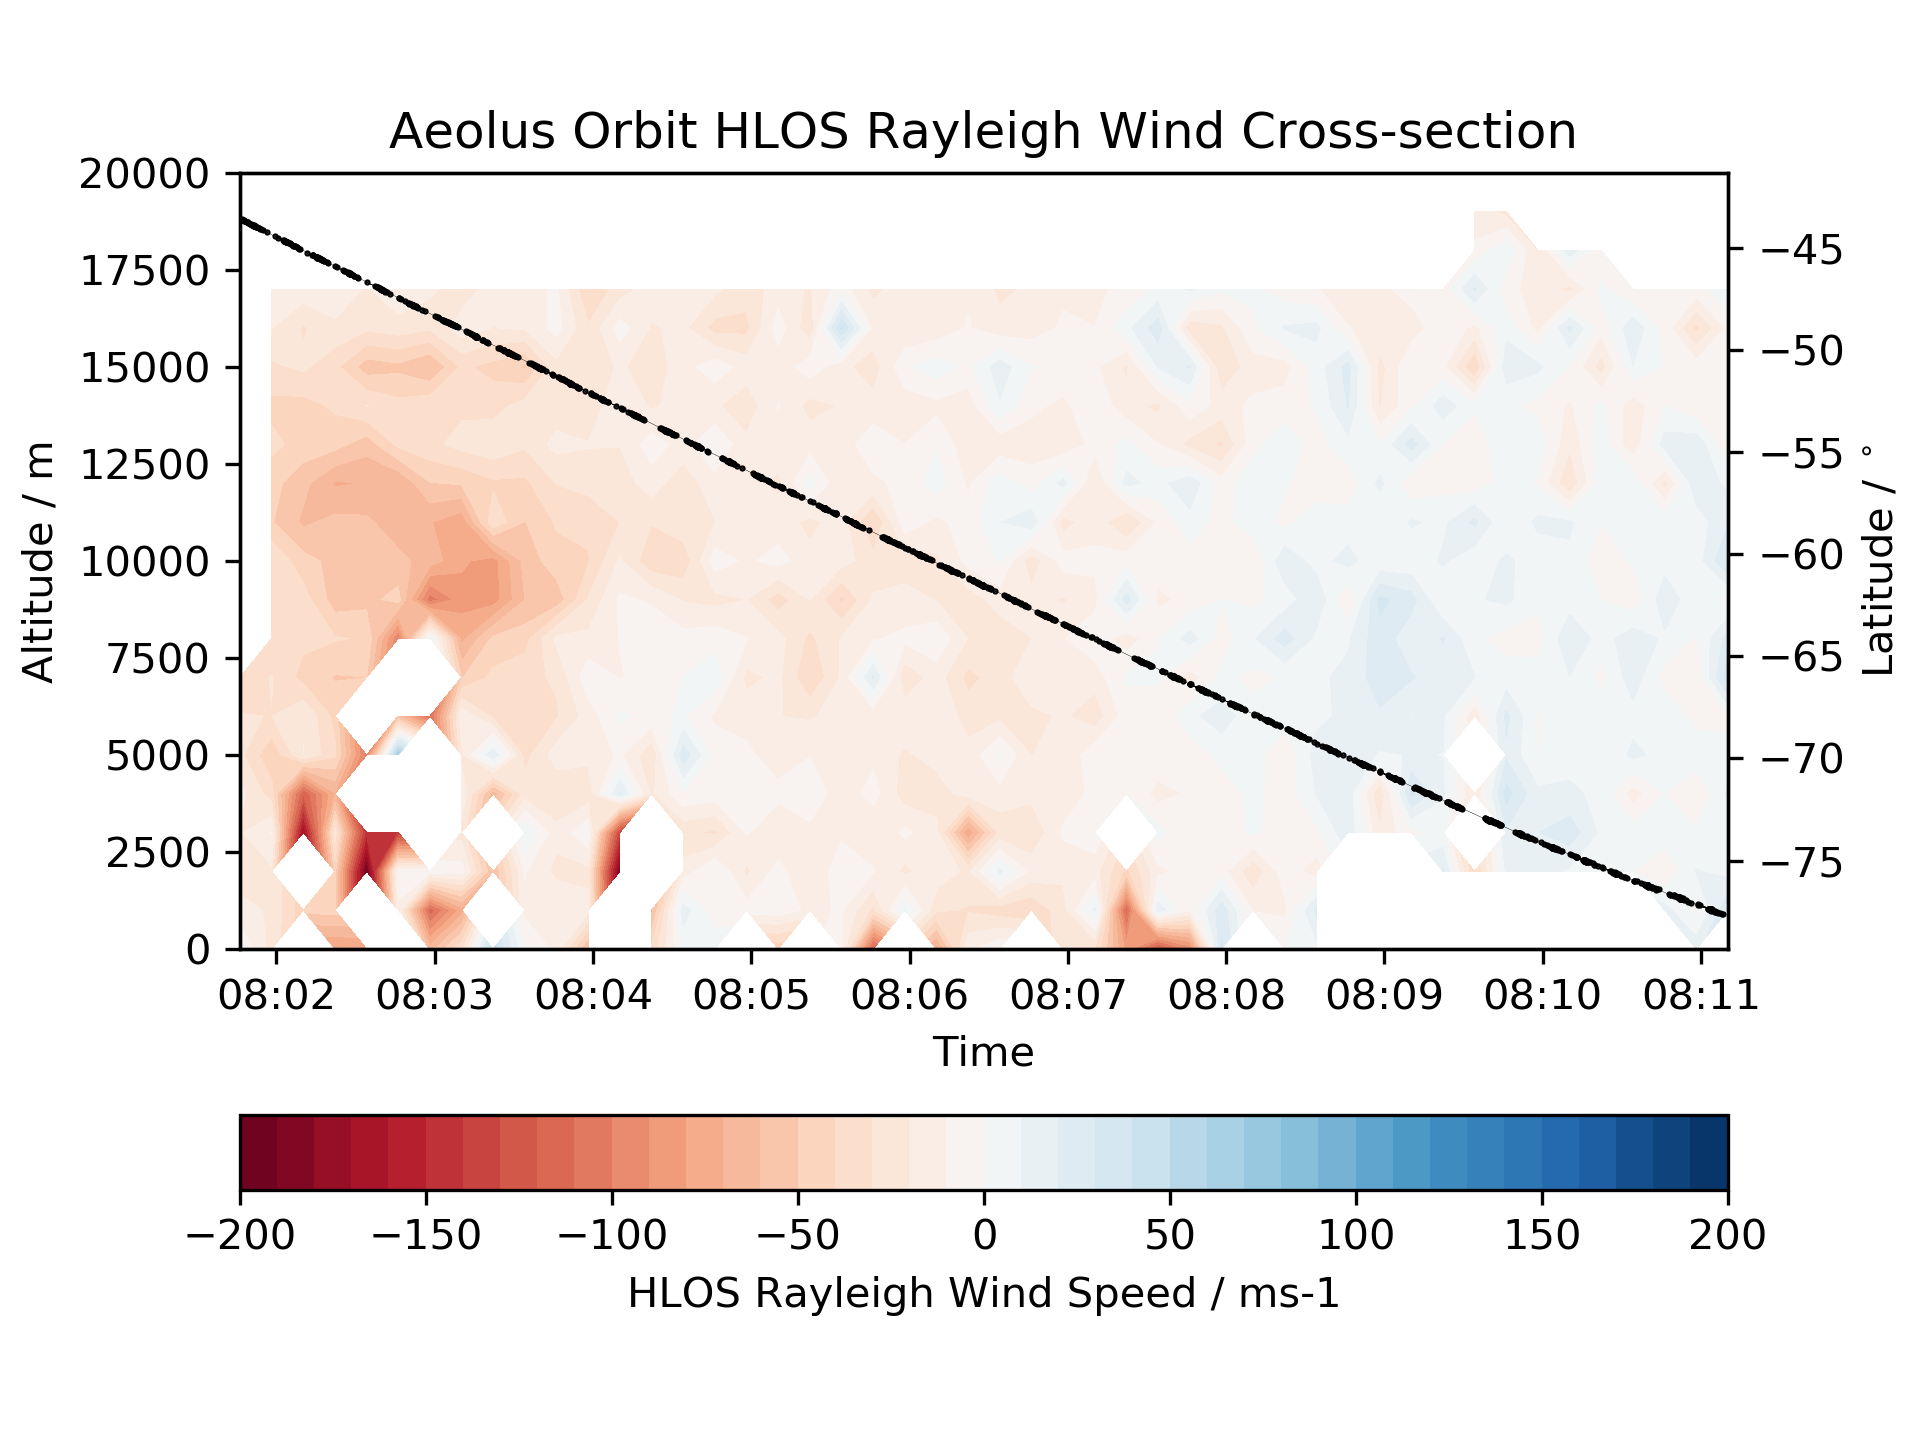 Aeolus Orbit HLOS Rayleigh Wind Cross-section
20000
17500
15000
12500
10000
7500
5000
2500
0
Altitude / m
−45
−50
−55
−60
−65
−70
−75
Latitude / °
08:02 08:03 08:04 08:05 08:06 08:07 08:08 08:09 08:10 08:11
Time
−200 −150 −100 −50 0 50 100 150 200
HLOS Rayleigh Wind Speed / ms-1